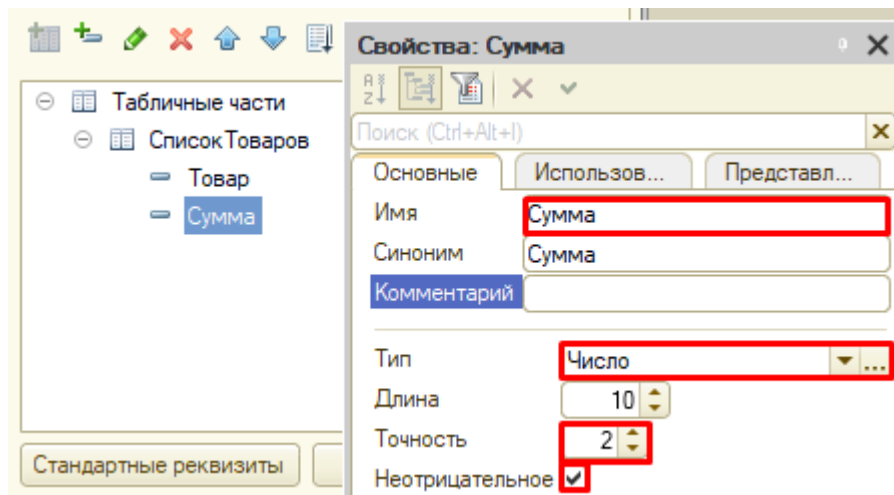 Свойства: Сумма
Поиск (Ctrl+Alt+I)
Основные
Использов...
Представл...
Табличные части
СписокТоваров
Товар
Сумма
Имя
Сумма
Синоним
Сумма
Комментарий
Тип
Число
Длина
10
Точность
2
Неотрицательное
Стандартные реквизиты